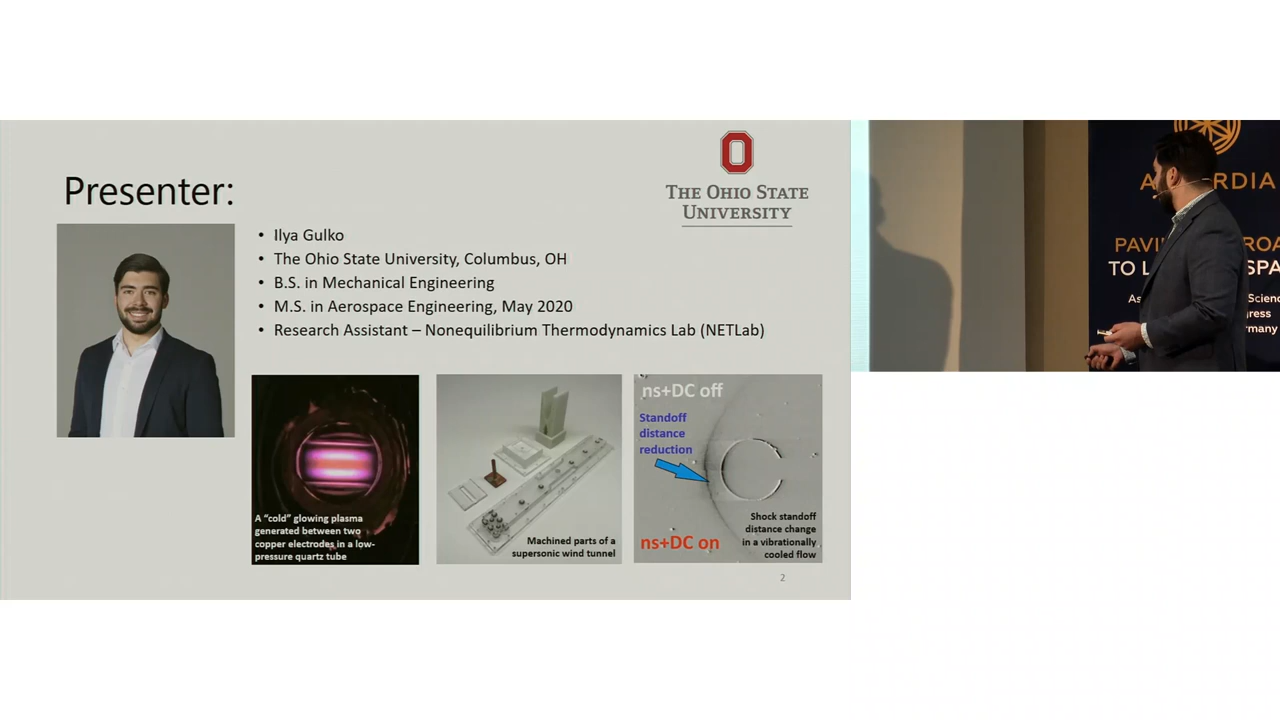 THE OHIO STATE
UNIVERSITY
Presenter:
• Ilya Gulko
• The Ohio State University, Columbus, OH
• B.S. in Mechanical Engineering
• M.S. in Aerospace Engineering, May 2020
• Research Assistant – Nonequilibrium Thermodynamics Lab (NETLab)
A “cold” glowing plasma
generated between two
copper electrodes in a low-
pressure quartz tube
Machined parts of a
supersonic wind tunnel
ns+DC off
Standoff
distance
reduction
Shock standoff
distance change
in a vibrationally
cooled flow
ns+DC on
2
TO